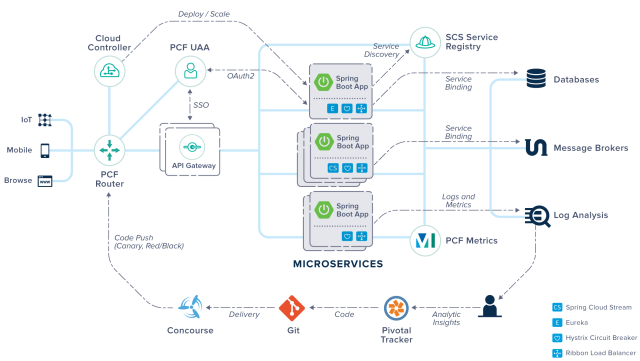 Deploy / Scale
Cloud
Controller
PCF UAA
SCS Service
Registry
Service
Discovery
OAuth2
Spring
Boot App
E
Service
Binding
Databases
SSO
IoT
Mobile
Browse
www
PCF
Router
API Gateway
Spring
Boot App
CS
Service
Binding
Message Brokers
Spring
Boot App
Logs and
Metrics
Log Analysis
PCF Metrics
MICROSERVICES
Code Push
(Canary, Red/Black)
Concourse
Delivery
Git
Code
Pivotal
Tracker
Analytic
Insights
CS Spring Cloud Stream
E Eureka
Hystrix Circuit Breaker
Ribbon Load Balancer